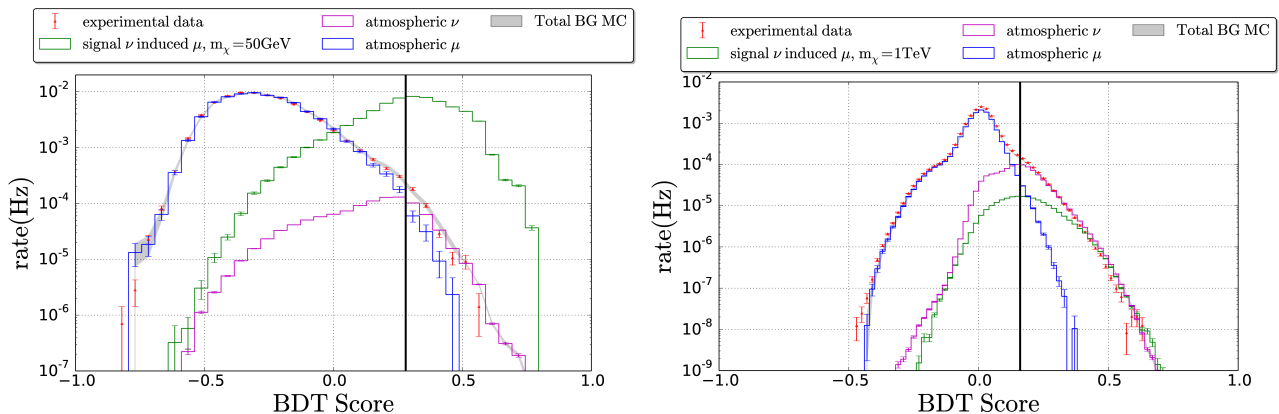 experimental data
signal ν induced μ, mχ=50GeV
atmospheric ν
atmospheric μ
Total BG MC
10⁻²
10⁻³
10⁻⁴
10⁻⁵
10⁻⁶
10⁻⁷
rate(Hz)
−1.0 −0.5 0.0 0.5 1.0
BDT Score
experimental data
signal ν induced μ, mχ=1TeV
atmospheric ν
atmospheric μ
Total BG MC
10⁻²
10⁻³
10⁻⁴
10⁻⁵
10⁻⁶
10⁻⁷
10⁻⁸
10⁻⁹
rate(Hz)
−1.0 −0.5 0.0 0.5 1.0
BDT Score